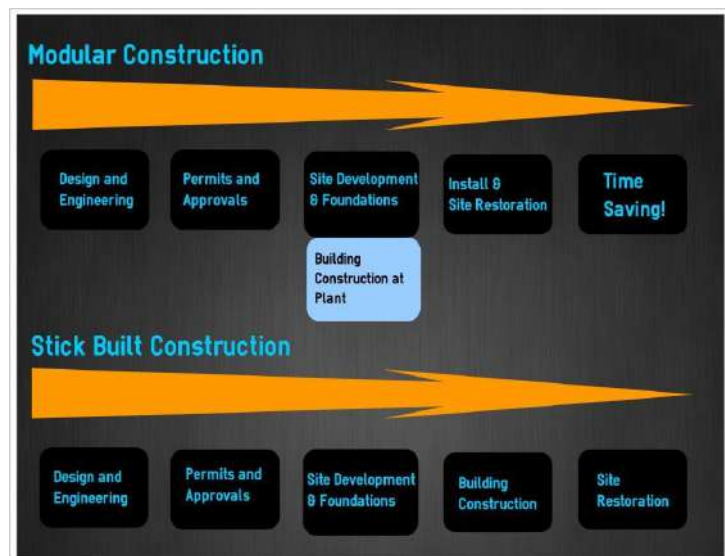 Modular Construction
Design and
Engineering
Permits and
Approvals
Site Development
& Foundations
Install &
Site Restoration
Time
Saving!
Building
Construction at
Plant
Stick Built Construction
Design and
Engineering
Permits and
Approvals
Site Development
& Foundations
Building
Construction
Site
Restoration